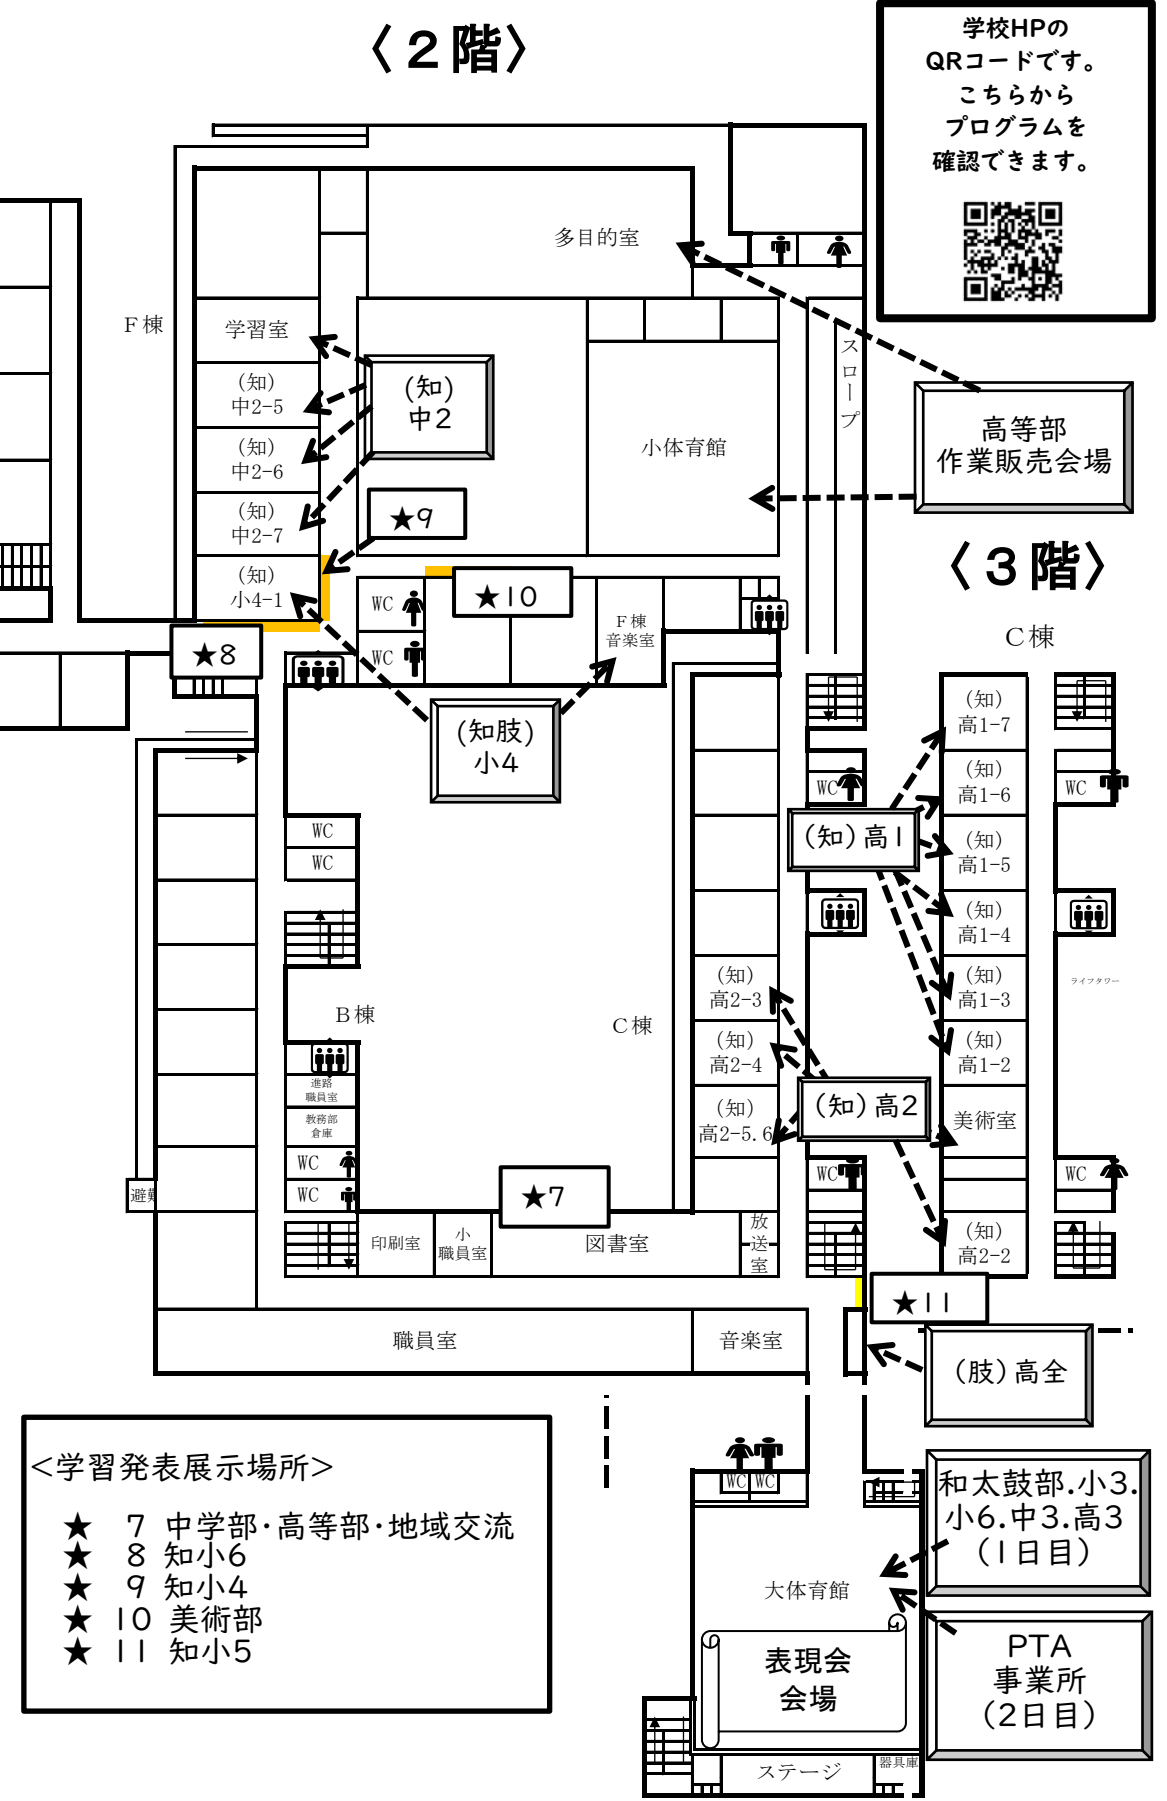 〈２階〉
学校HPの
QRコードです。
こちらから
プログラムを
確認できます。
多目的室
Ｆ棟
学習室
(知)
中2-5
(知)
中2-6
(知)
中2-7
(知)
小4-1
(知)
中2
★9
小体育館
スロープ
高等部
作業販売会場
〈３階〉
C棟
★8
WC
WC
★10
Ｆ棟
音楽室
(知肢)
小4
WC
WC
B棟
C棟
進路
職員室
教務部
倉庫
WC
WC
避難
印刷室
小
職員室
★7
図書室
放送室
職員室
音楽室
(知)
高2-3
(知)
高2-4
(知)
高2-5.6
WC
(知)高1
(知)高2
WC
(知)
高1-7
(知)
高1-6
(知)
高1-5
(知)
高1-4
(知)
高1-3
(知)
高1-2
美術室
(知)
高2-2
WC
ライフタワー
WC
★11
(肢)高全
<学習発表展示場所>
★ 7 中学部・高等部・地域交流
★ 8 知小6
★ 9 知小4
★ 10 美術部
★ 11 知小5
WC WC
大体育館
表現会
会場
ステージ
器具庫
和太鼓部.小3.
小6.中3.高3
(1日目)
PTA
事業所
(2日目)